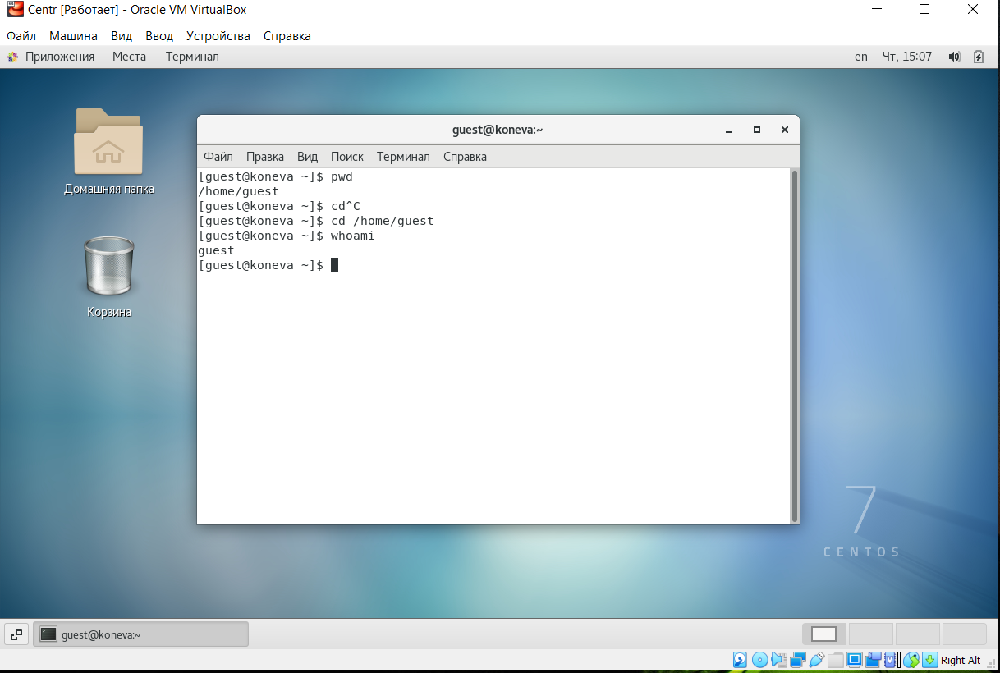 Centr [Работает] - Oracle VM VirtualBox
Файл Машина Вид Ввод Устройства Справка
Приложения Места Терминал en Чт, 15:07
Домашняя папка
Корзина
guest@koneva:~
Файл Правка Вид Поиск Терминал Справка
[guest@koneva ~]$ pwd
/home/guest
[guest@koneva ~]$ cd^C
[guest@koneva ~]$ cd /home/guest
[guest@koneva ~]$ whoami
guest
[guest@koneva ~]$
7
CENTOS
guest@koneva:~
Right Alt